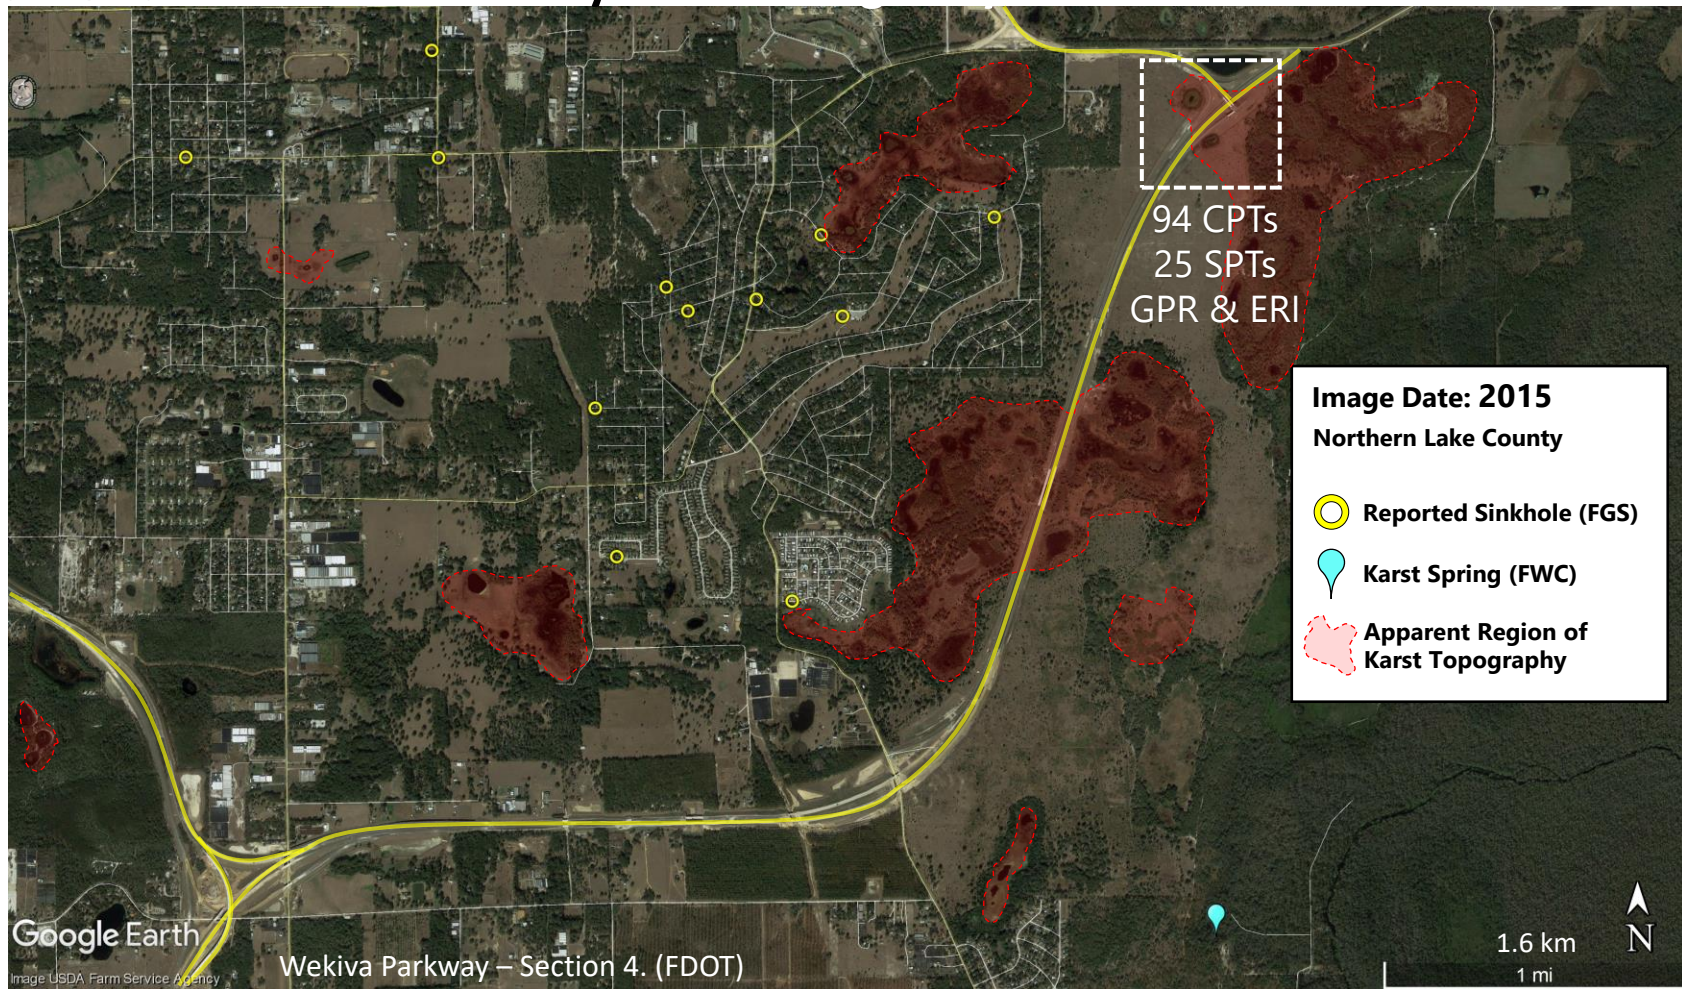 94 CPTs
25 SPTs
GPR & ERI
Image Date: 2015
Northern Lake County
Reported Sinkhole (FGS)
Karst Spring (FWC)
Apparent Region of
Karst Topography
Google Earth
Image USDA Farm Service Agency
Wekiva Parkway – Section 4. (FDOT)
N
1.6 km
1 mi